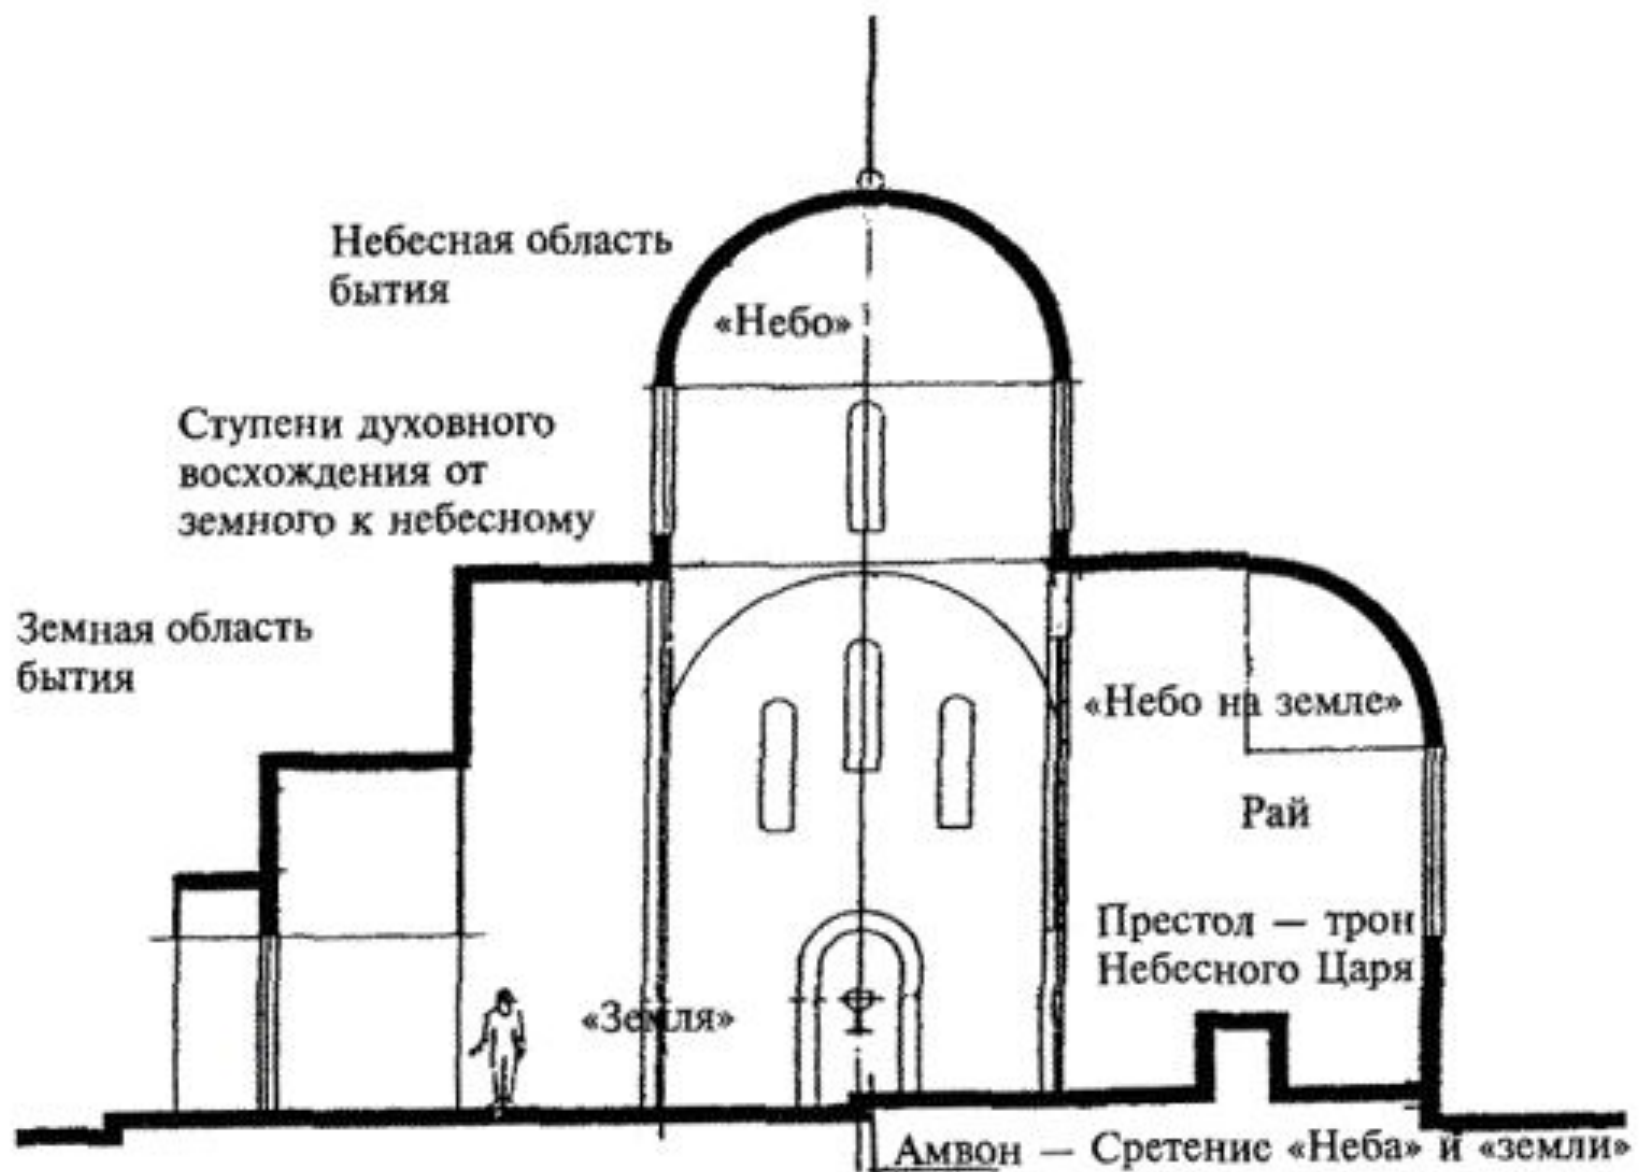 Небесная область
бытия
«Небо»
Ступени духовного
восхождения от
земного к небесному
Земная область
бытия
«Небо на земле»
Рай
Престол — трон
Небесного Царя
«Земля»
Амвон — Сретение «Неба» и «земли»